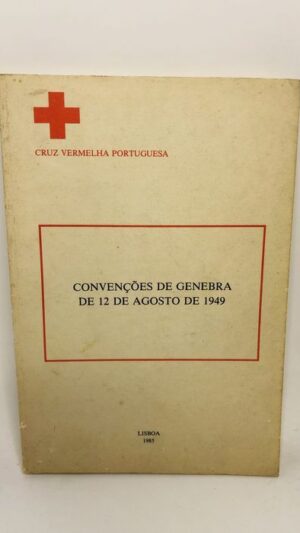 CRUZ VERMELHA PORTUGUESA
CONVENÇÕES DE GENEBRA
DE 12 DE AGOSTO DE 1949
LISBOA
1985